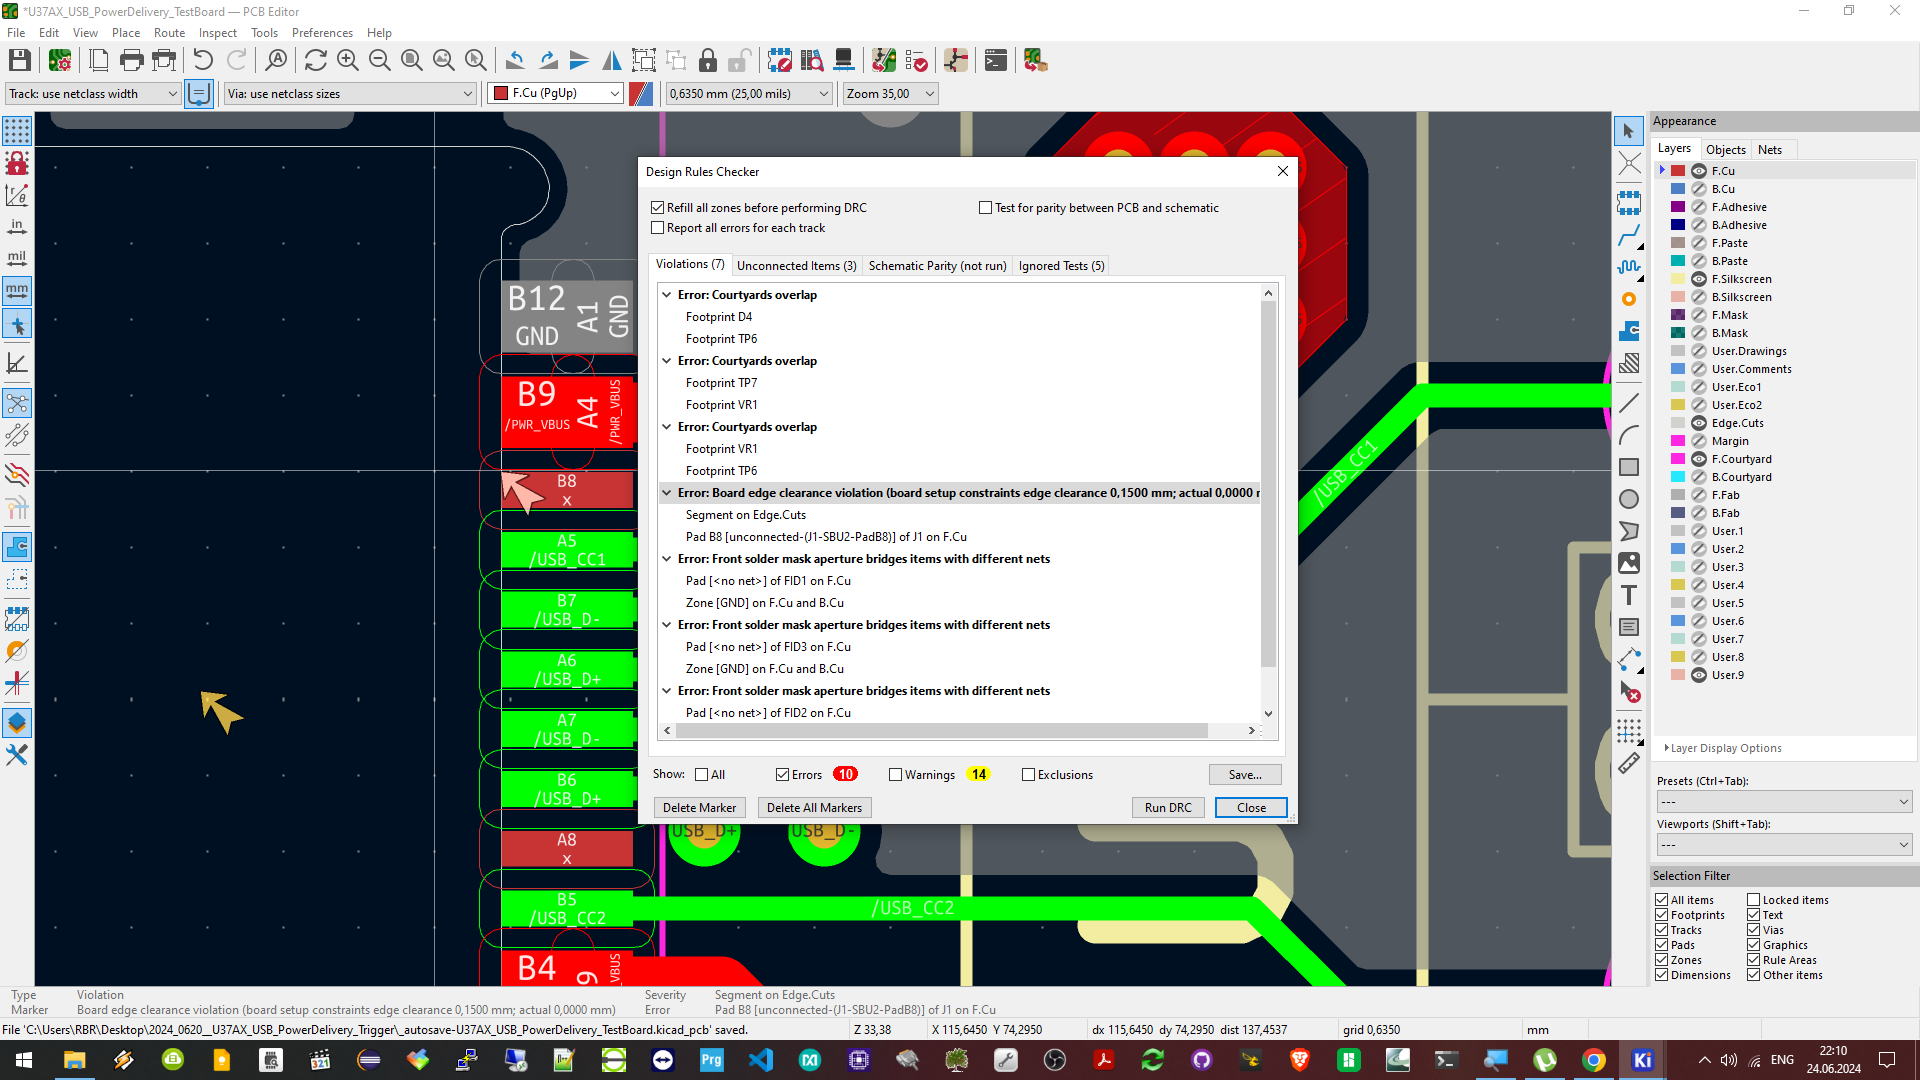 *U37AX_USB_PowerDelivery_TestBoard — PCB Editor
File Edit View Place Route Inspect Tools Preferences Help
Track: use netclass width
Via: use netclass sizes
F.Cu (PgUp)
0,6350 mm (25,00 mils)
Zoom 35,00
in
mil
mm
B12
GND
A1
GND
B9
/PWR_VBUS
A4
/PWR_VBUS
B8
x
A5
/USB_CC1
B7
/USB_D-
A6
/USB_D+
A7
/USB_D-
B6
/USB_D+
A8
x
B5
/USB_CC2
B4
USB_D+
USB_D-
/USB_CC2
/USB_CC1
Design Rules Checker
Refill all zones before performing DRC
Test for parity between PCB and schematic
Report all errors for each track
Violations (7)
Unconnected Items (3)
Schematic Parity (not run)
Ignored Tests (5)
Error: Courtyards overlap
Footprint D4
Footprint TP6
Error: Courtyards overlap
Footprint TP7
Footprint VR1
Error: Courtyards overlap
Footprint VR1
Footprint TP6
Error: Board edge clearance violation (board setup constraints edge clearance 0,1500 mm; actual 0,0000
Segment on Edge.Cuts
Pad B8 [unconnected-(J1-SBU2-PadB8)] of J1 on F.Cu
Error: Front solder mask aperture bridges items with different nets
Pad [<no net>] of FID1 on F.Cu
Zone [GND] on F.Cu and B.Cu
Error: Front solder mask aperture bridges items with different nets
Pad [<no net>] of FID3 on F.Cu
Zone [GND] on F.Cu and B.Cu
Error: Front solder mask aperture bridges items with different nets
Pad [<no net>] of FID2 on F.Cu
Show: All Errors 10 Warnings 14 Exclusions Save...
Delete Marker Delete All Markers Run DRC Close
Appearance
Layers Objects Nets
F.Cu
B.Cu
F.Adhesive
B.Adhesive
F.Paste
B.Paste
F.Silkscreen
B.Silkscreen
F.Mask
B.Mask
User.Drawings
User.Comments
User.Eco1
User.Eco2
Edge.Cuts
Margin
F.Courtyard
B.Courtyard
F.Fab
B.Fab
User.1
User.2
User.3
User.4
User.5
User.6
User.7
User.8
User.9
Layer Display Options
Presets (Ctrl+Tab):
---
Viewports (Shift+Tab):
---
Selection Filter
All items Locked items
Footprints Text
Tracks Vias
Pads Graphics
Zones Rule Areas
Dimensions Other items
Type Violation Severity Segment on Edge.Cuts
Marker Board edge clearance violation (board setup constraints edge clearance 0,1500 mm; actual 0,0000 mm) Error Pad B8 [unconnected-(J1-SBU2-PadB8)] of J1 on F.Cu
File 'C:\Users\RBR\Desktop\2024_0620__U37AX_USB_PowerDelivery_Trigger\_autosave-U37AX_USB_PowerDelivery_TestBoard.kicad_pcb' saved.
Z 33,38
X 115,6450 Y 74,2950
dx 115,6450 dy 74,2950 dist 137,4537
grid 0,6350
mm
321
Prg
Ki
ENG
22:10
24.06.2024